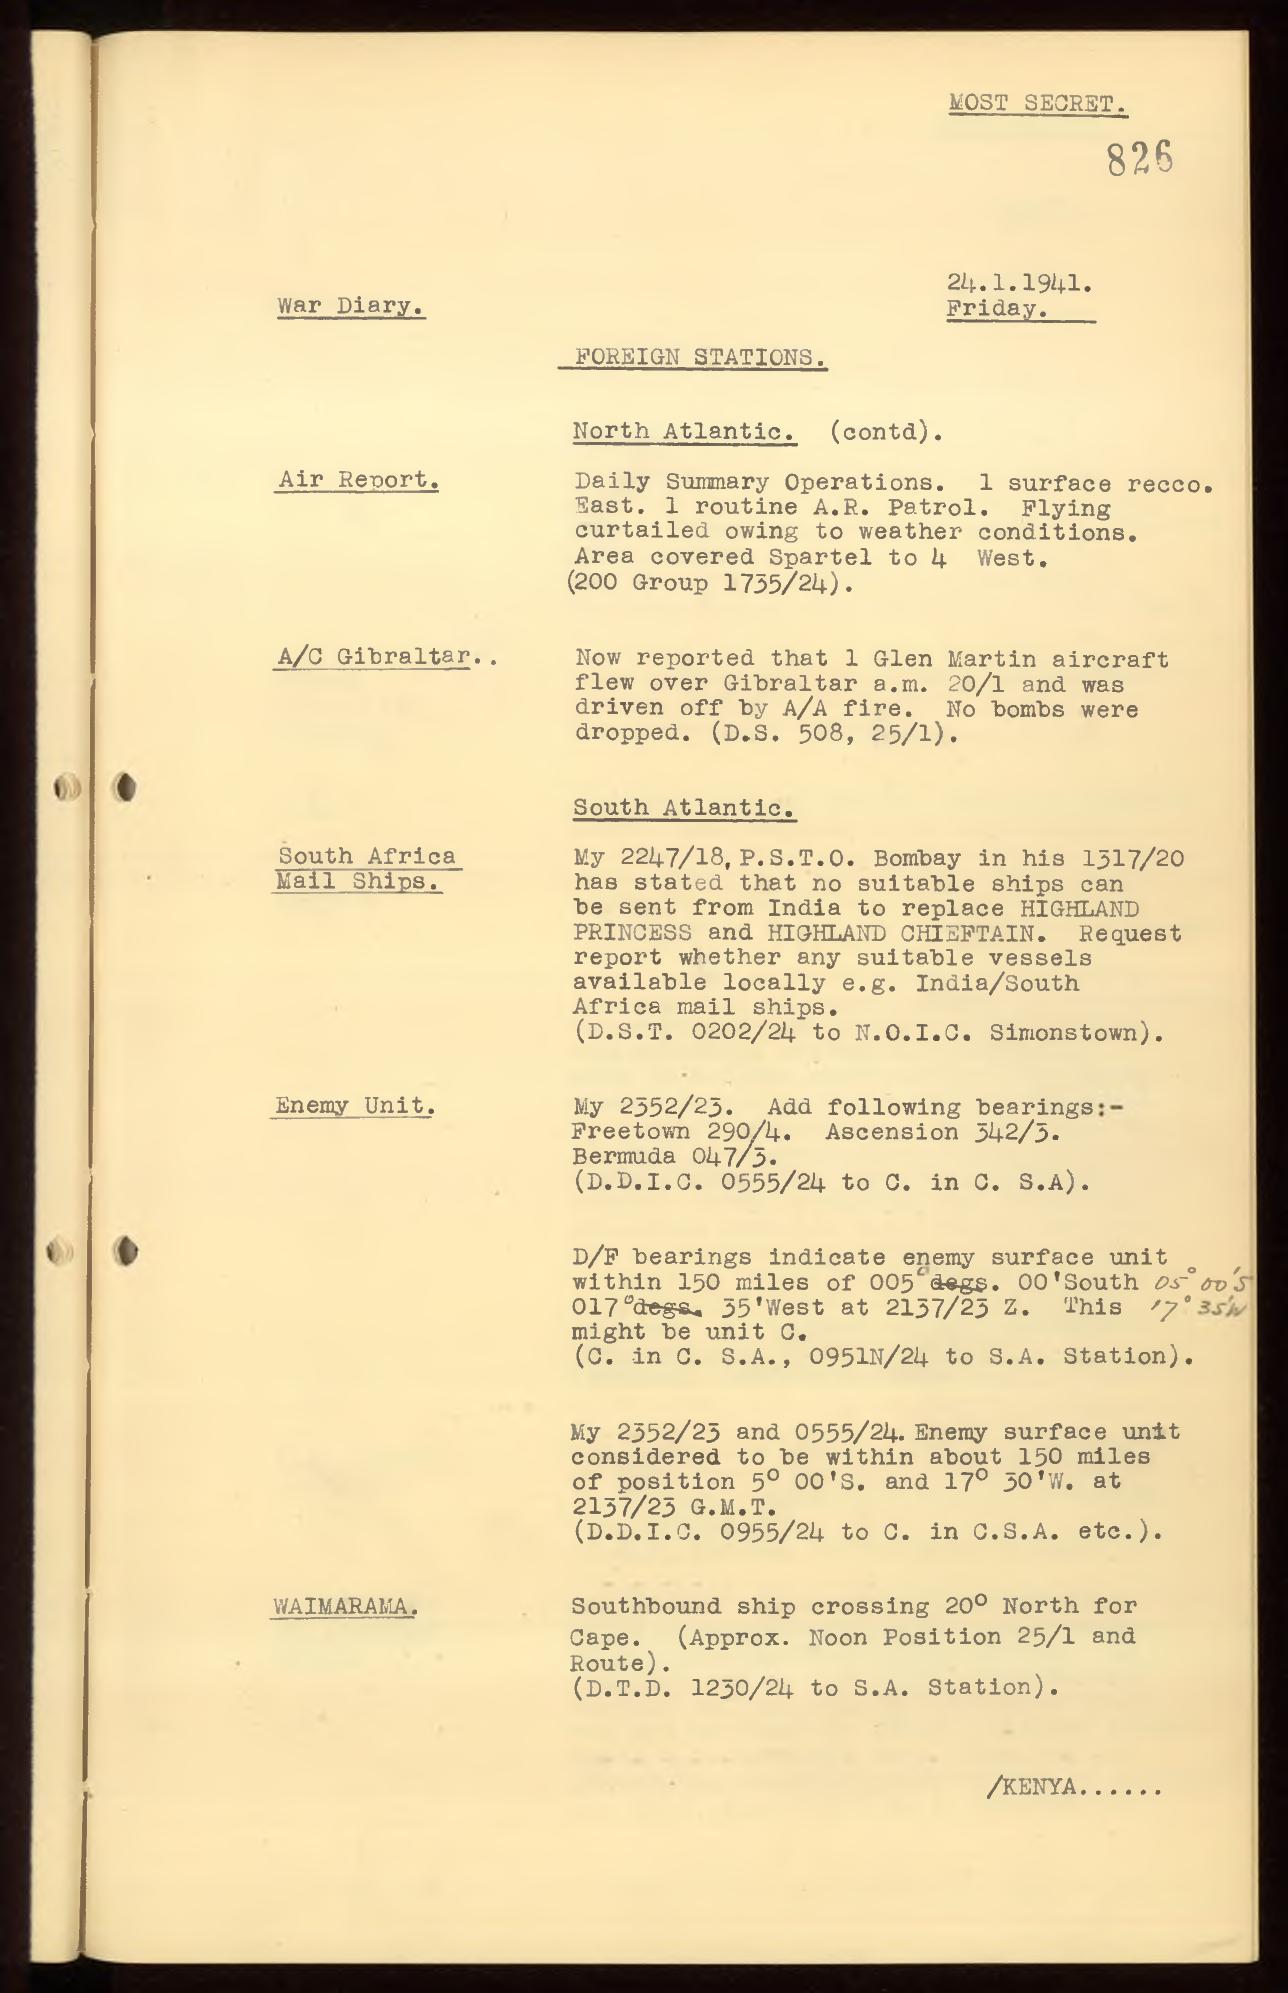 MOST SECRET.
826
24.1.1941.
War Diary.
Friday.
FOREIGN STATIONS.
North Atlantic. (contd).
Air Report.
Daily Summary Operations. 1 surface recco.
East. 1 routine A.R. Patrol. Flying
curtailed owing to weather conditions.
Area covered Spartel to 4 West.
(200 Group 1735/24).
A/C Gibraltar..
Now reported that 1 Glen Martin aircraft
flew over Gibraltar a.m. 20/1 and was
driven off by A/A fire. No bombs were
dropped. (D.S. 508, 25/1).
South Atlantic.
South Africa
Mail Ships.
My 2247/18, P.S.T.O. Bombay in his 1317/20
has stated that no suitable ships can
be sent from India to replace HIGHLAND
PRINCESS and HIGHLAND CHIEFTAIN. Request
report whether any suitable vessels
available locally e.g. India/South
Africa mail ships.
(D.S.T. 0202/24 to N.O.I.C. Simonstown).
Enemy Unit.
My 2352/23. Add following bearings:-
Freetown 290/4. Ascension 342/3.
Bermuda 047/3.
(D.D.I.C. 0555/24 to C. in C. S.A).
D/F bearings indicate enemy surface unit
within 150 miles of 005° degs. 00'South 05° 00'S
017° degs. 35'West at 2137/23 Z. This 17° 35'W
might be unit C.
(C. in C. S.A., 0951N/24 to S.A. Station).
My 2352/23 and 0555/24. Enemy surface unit
considered to be within about 150 miles
of position 5° 00'S. and 17° 30'W. at
2137/23 G.M.T.
(D.D.I.C. 0955/24 to C. in C.S.A. etc.).
WAIMARAMA.
Southbound ship crossing 20° North for
Cape. (Approx. Noon Position 25/1 and
Route).
(D.T.D. 1230/24 to S.A. Station).
/KENYA......